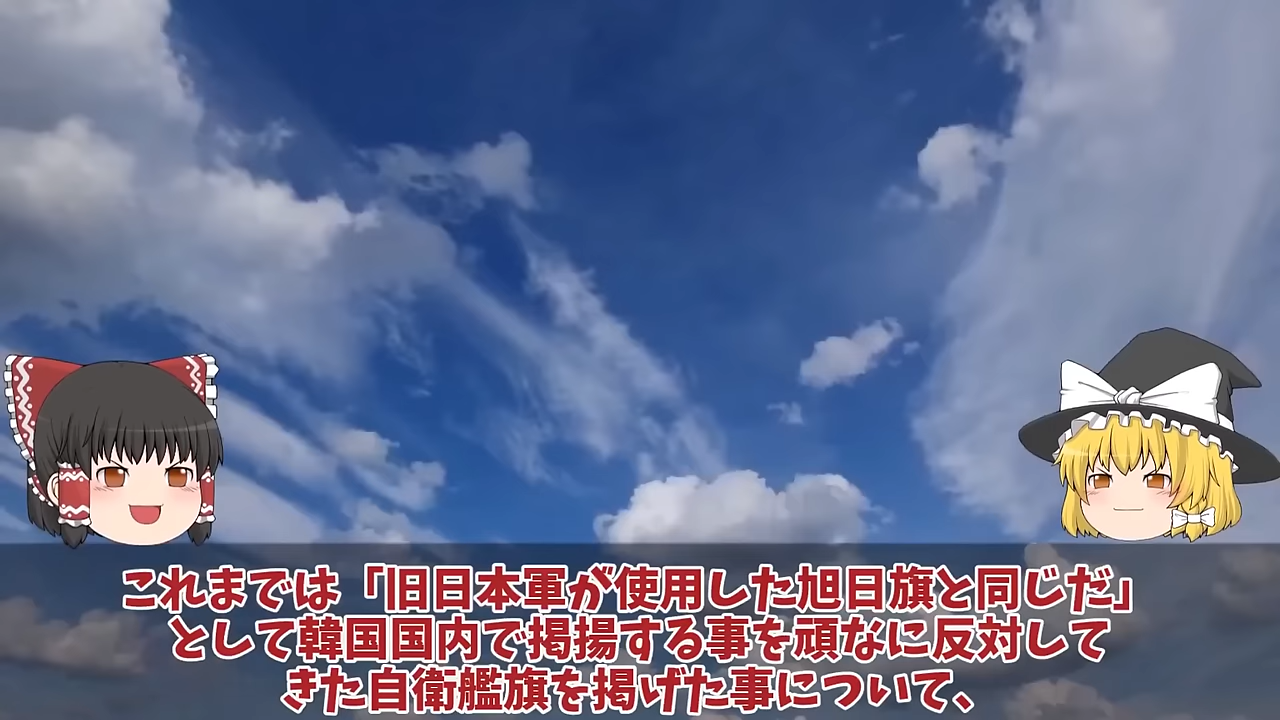 これまでは「旧日本軍が使用した旭日旗と同じだ」
として韓国国内で掲揚する事を頑なに反対して
きた自衛艦旗を掲げた事について、